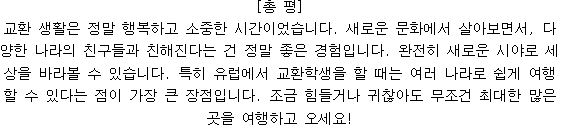 [총 평]
교환 생활은 정말 행복하고 소중한 시간이었습니다. 새로운 문화에서 살아보면서, 다
양한 나라의 친구들과 친해진다는 건 정말 좋은 경험입니다. 완전히 새로운 시야로 세
상을 바라볼 수 있습니다. 특히 유럽에서 교환학생을 할 때는 여러 나라로 쉽게 여행
할 수 있다는 점이 가장 큰 장점입니다. 조금 힘들거나 귀찮아도 무조건 최대한 많은
곳을 여행하고 오세요!